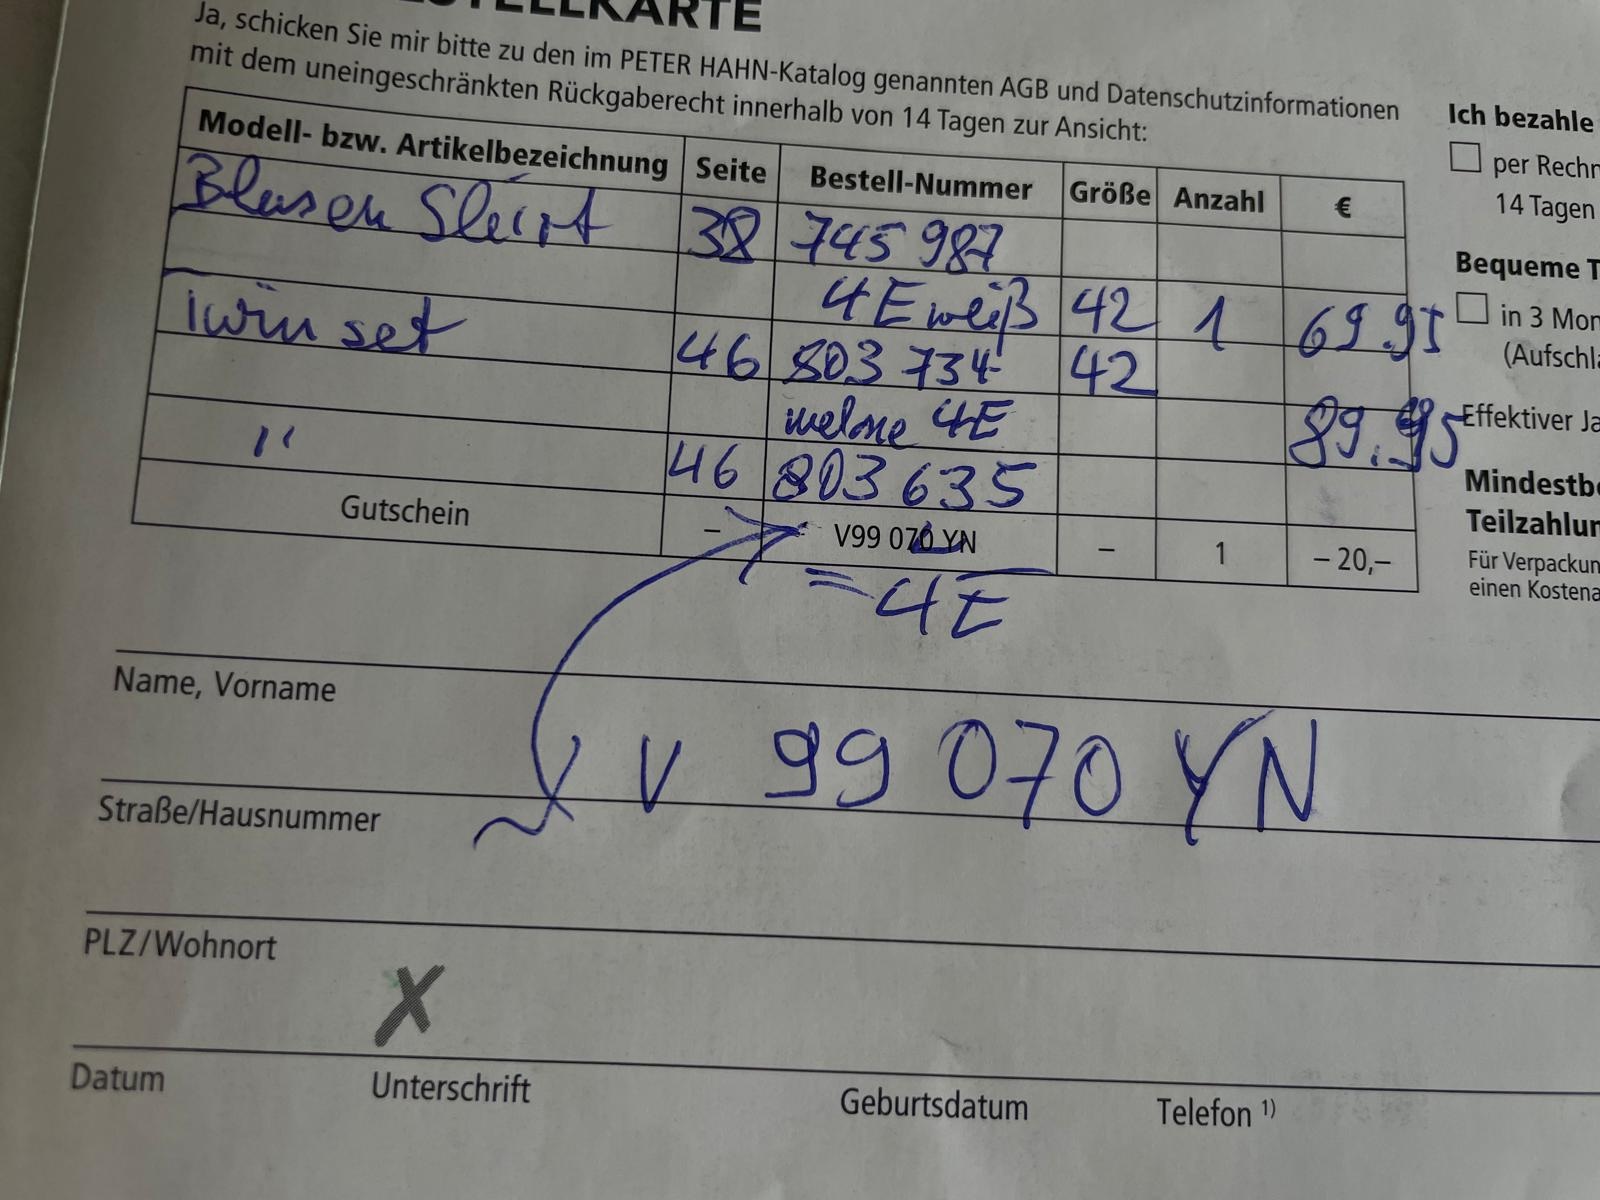 BESTELLKARTE
Ja, schicken Sie mir bitte zu den im PETER HAHN-Katalog genannten AGB und Datenschutzinformationen
mit dem uneingeschränkten Rückgaberecht innerhalb von 14 Tagen zur Ansicht:
Modell- bzw. Artikelbezeichnung Seite Bestell-Nummer Größe Anzahl €
Blusen Sleirt 38 745 987
4E weiß 42 1 69.95
Twin set 46 803 734 42
4E 89.95
" 46 803 635
Gutschein – V99 070 YN – 1 – 20,–
= 4E
Name, Vorname
V 99 070 YN
Straße/Hausnummer
PLZ/Wohnort
X
Datum Unterschrift Geburtsdatum Telefon 1)
Ich bezahle
per Rechn
14 Tagen
Bequeme T
in 3 Mon
(Aufschla
Effektiver Ja
Mindestbe
Teilzahlun
Für Verpackun
einen Kostena